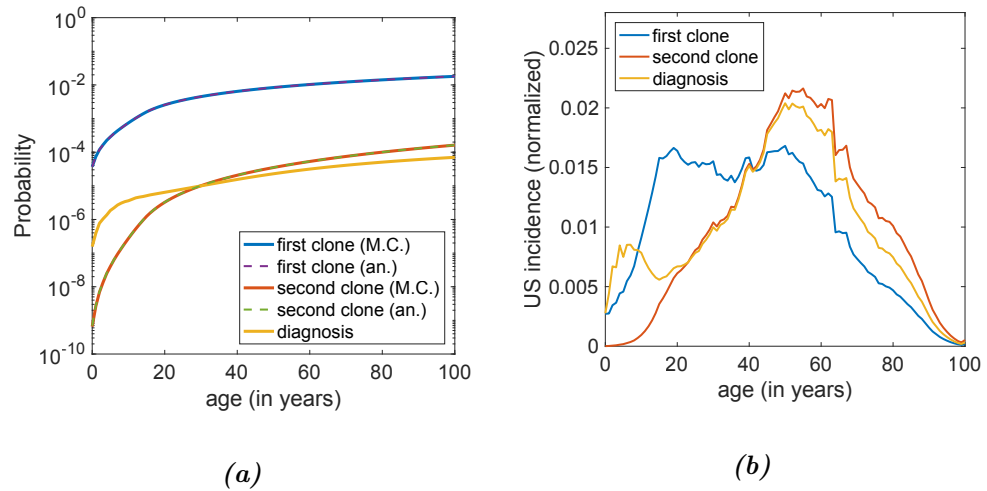 10^0
10^-2
10^-4
10^-6
10^-8
10^-10
Probability
first clone (M.C.)
first clone (an.)
second clone (M.C.)
second clone (an.)
diagnosis
0 20 40 60 80 100
age (in years)
(a)
0.025
0.02
0.015
0.01
0.005
0
US incidence (normalized)
first clone
second clone
diagnosis
0 20 40 60 80 100
age (in years)
(b)